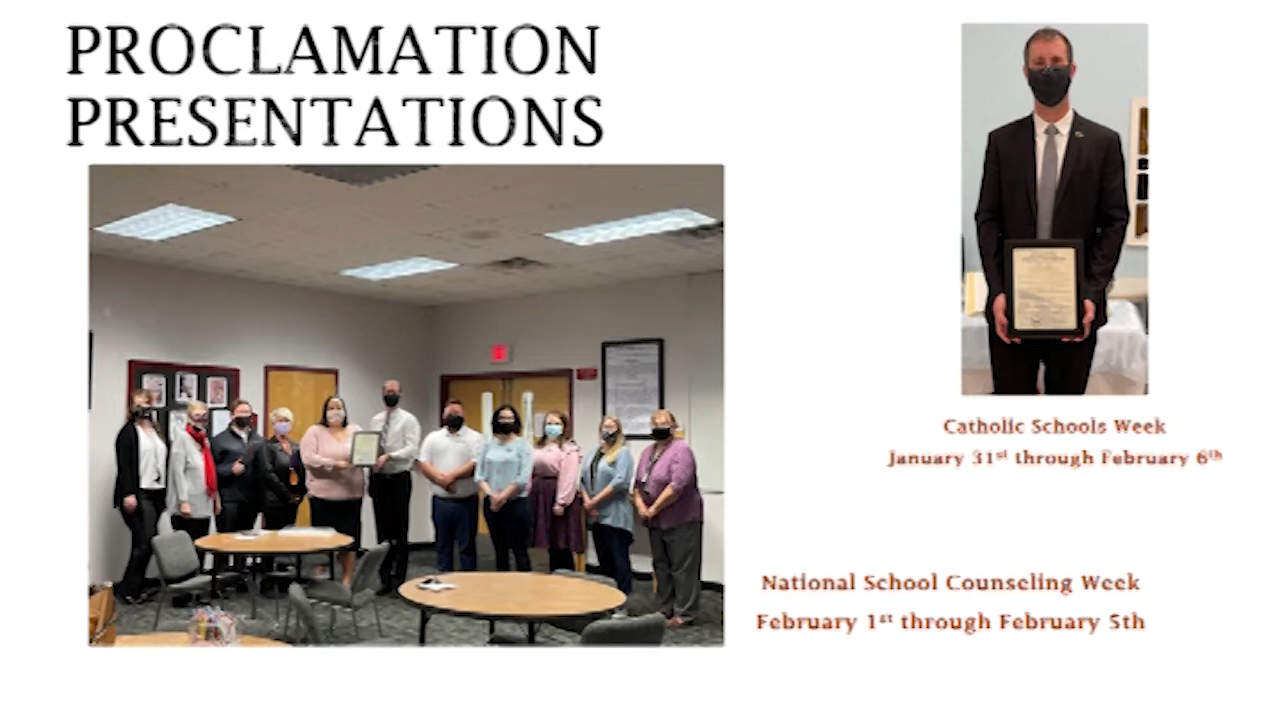 PROCLAMATION
PRESENTATIONS
Catholic Schools Week
January 31st through February 6th
National School Counseling Week
February 1st through February 5th